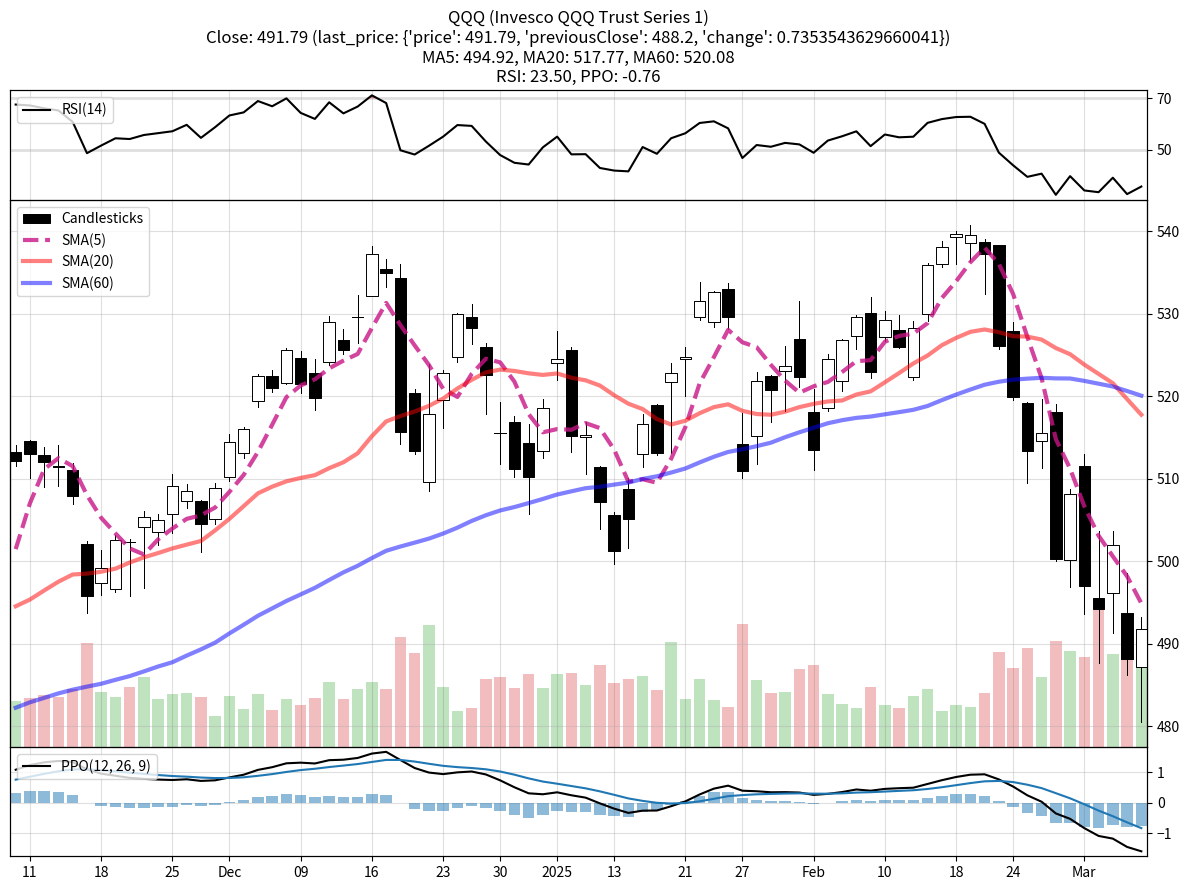 QQQ (Invesco QQQ Trust Series 1)
Close: 491.79 (last_price: {'price': 491.79, 'previousClose': 488.2, 'change': 0.7353543629660041})
MA5: 494.92, MA20: 517.77, MA60: 520.08
RSI: 23.50, PPO: -0.76
RSI(14)
70
50
Candlesticks
SMA(5)
SMA(20)
SMA(60)
540
530
520
510
500
490
480
PPO(12, 26, 9)
1
0
−1
11 18 25 Dec 09 16 23 30 2025 13 21 27 Feb 10 18 24 Mar